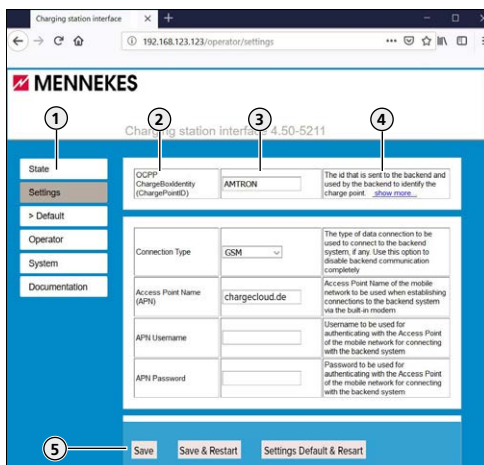 Charging station interface
192.168.123.123/operator/settings
MENNEKES
1 2 3 4
Charging station interface 4.50-5211
State
Settings
> Default
Operator
System
Documentation
OCPP
ChargeBoxIdentity
(ChargePointID)
AMTRON
The id that is sent to the backend and
used by the backend to identify the
charge point. show more...
Connection Type
GSM
The type of data connection to be
used to connect to the backend
system, if any. Use this option to
disable backend communication
completely
Access Point Name
(APN)
chargecloud.de
Access Point Name of the mobile
network to be used when establishing
connections to the backend system
via the built-in modem
APN Username
Username to be used for
authenticating with the Access Point
of the mobile network for connecting
with the backend system
APN Password
Password to be used for
authenticating with the Access Point
of the mobile network for connecting
with the backend system
5
Save
Save & Restart
Settings Default & Resart